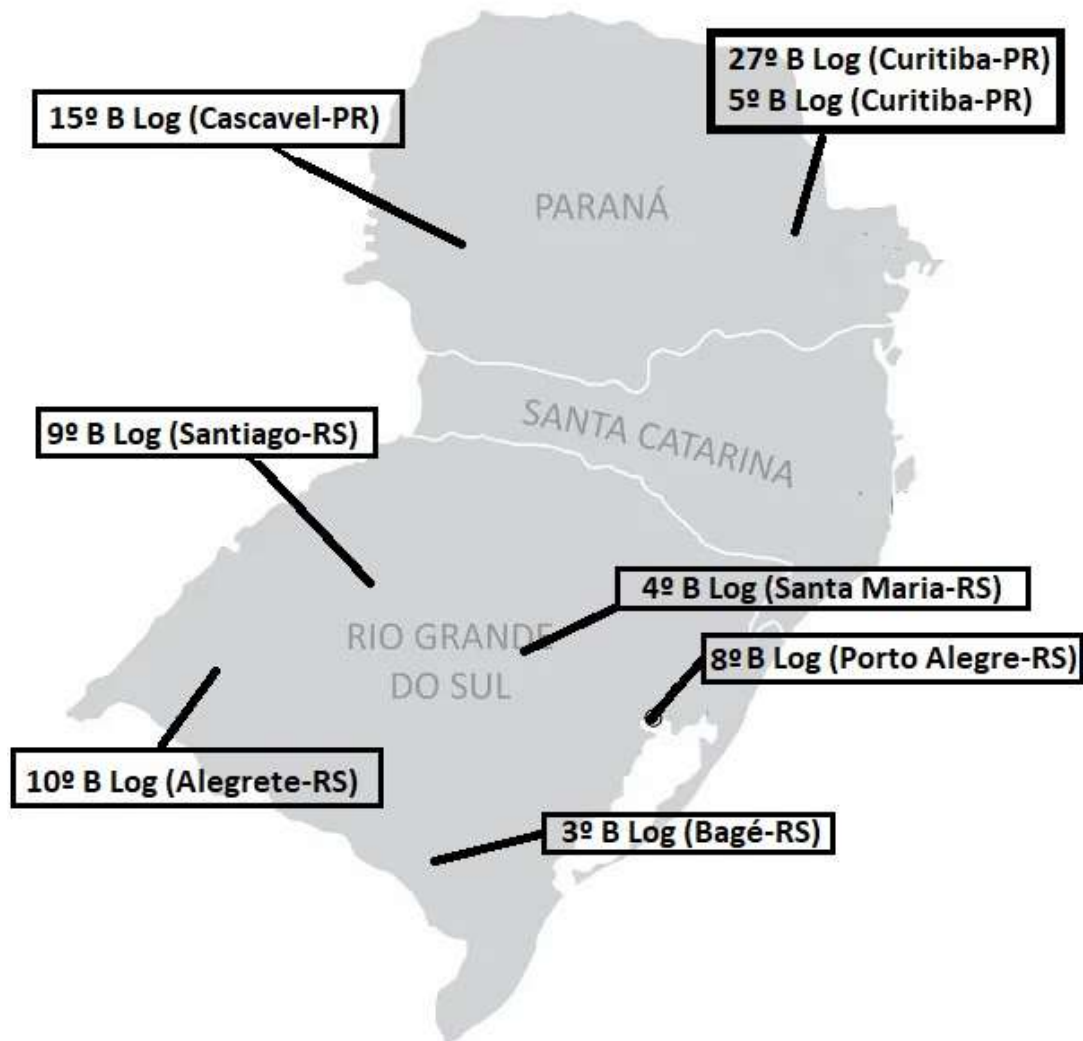 27º B Log (Curitiba-PR)
5º B Log (Curitiba-PR)
15º B Log (Cascavel-PR)
PARANÁ
SANTA CATARINA
9º B Log (Santiago-RS)
4º B Log (Santa Maria-RS)
RIO GRANDE
DO SUL
8º B Log (Porto Alegre-RS)
10º B Log (Alegrete-RS)
3º B Log (Bagé-RS)